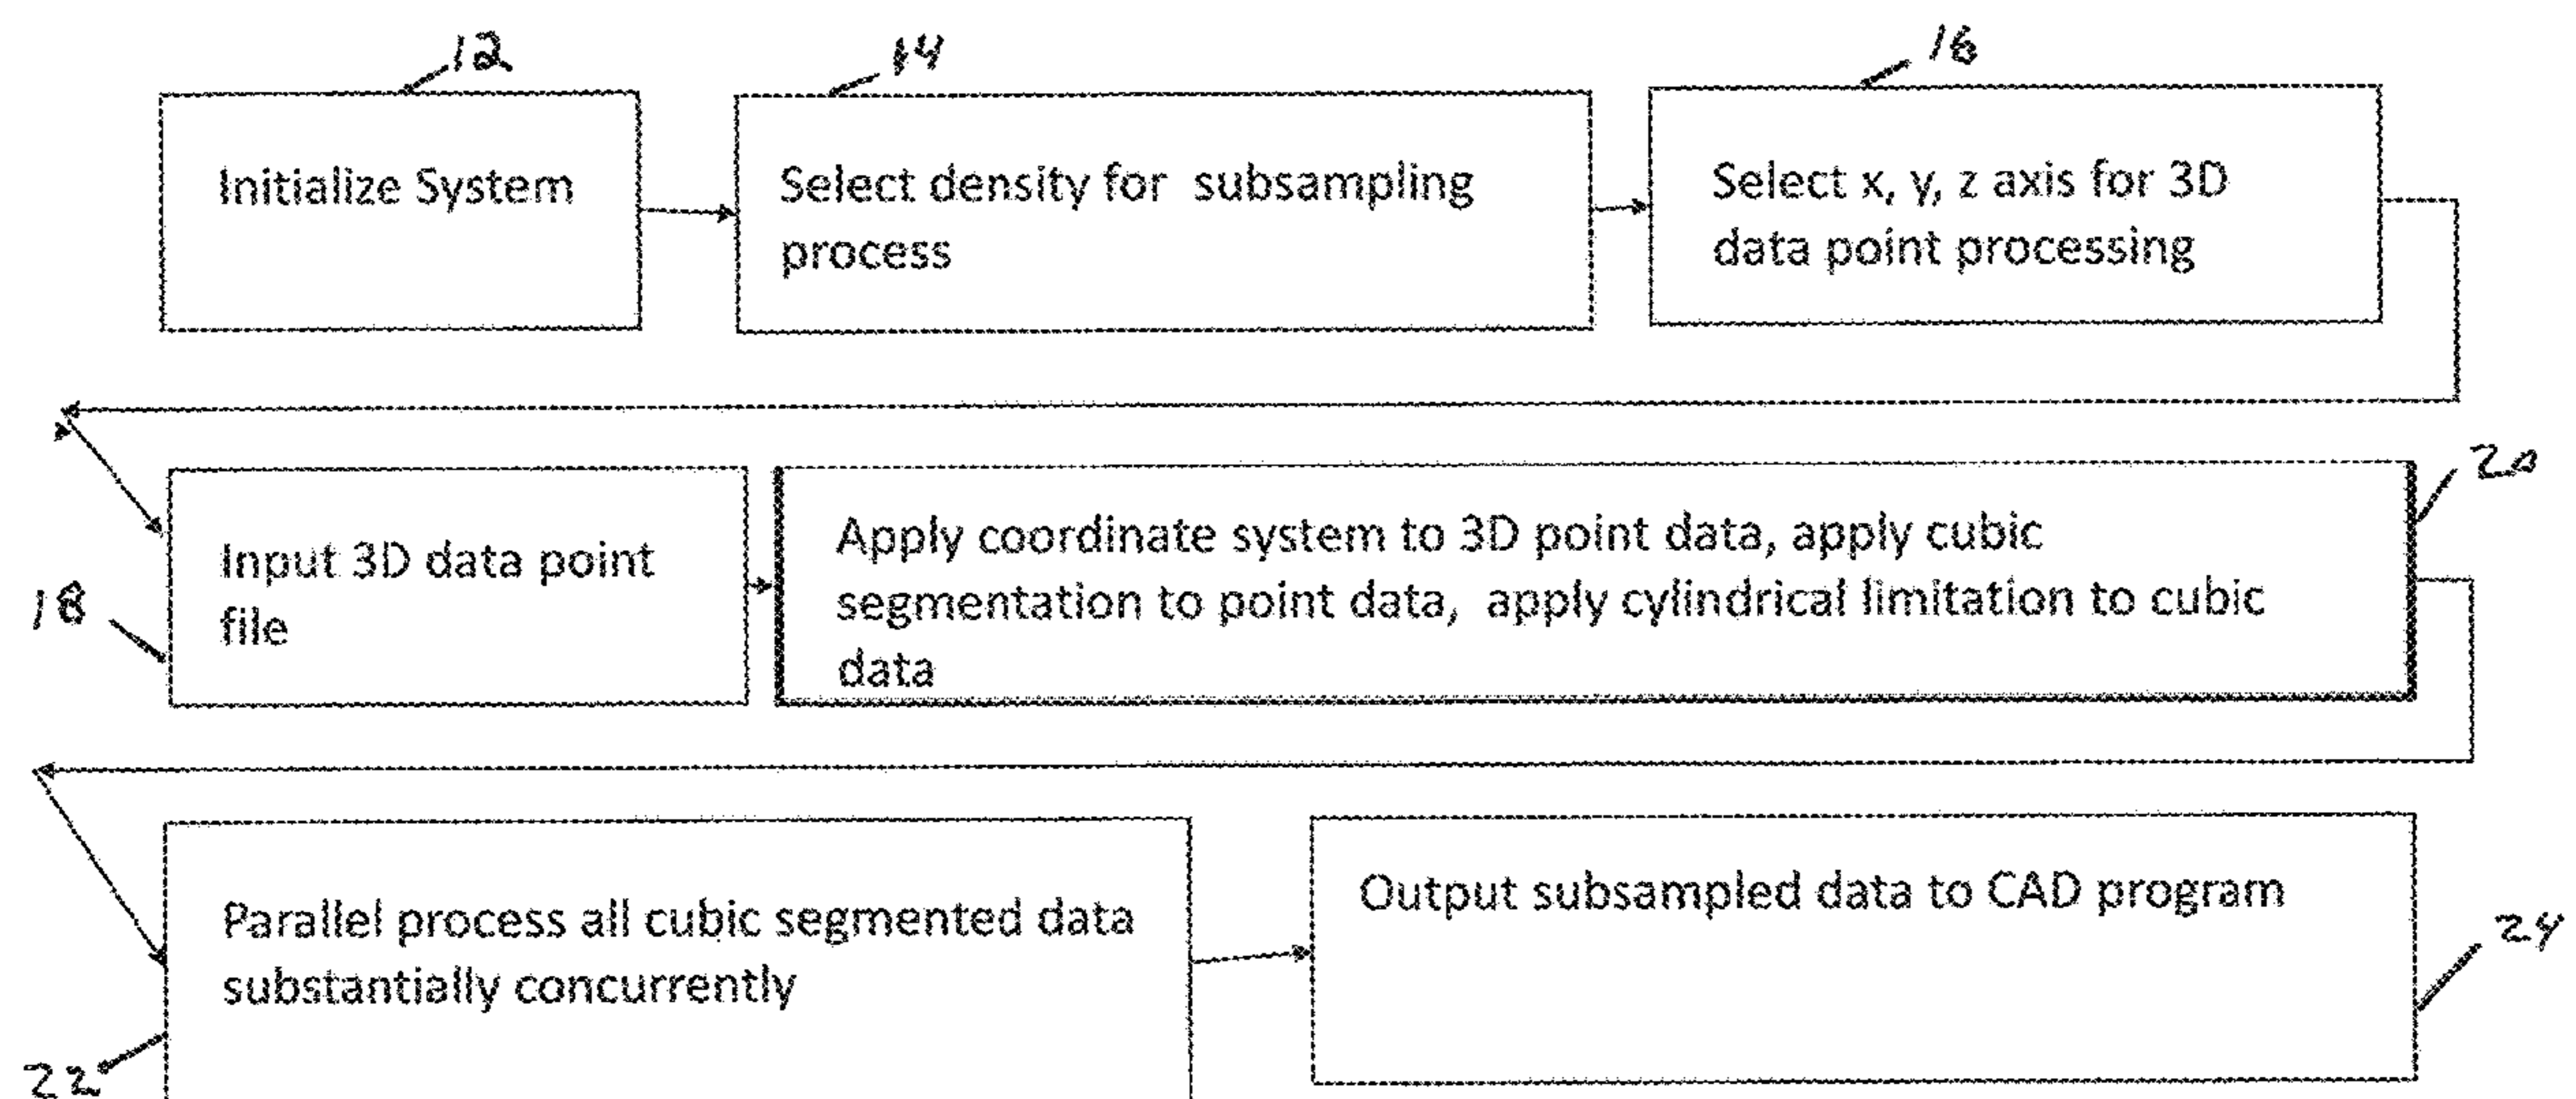 12
14
16
Initialize System
Select density for  subsampling
process
Select x, y, z axis for 3D
data point processing
20
Input 3D data point
file
18
Apply coordinate system to 3D point data, apply cubic
segmentation to point data,  apply cylindrical limitation to cubic
data
Parallel process all cubic segmented data
substantially concurrently
22
Output subsampled data to CAD program
24